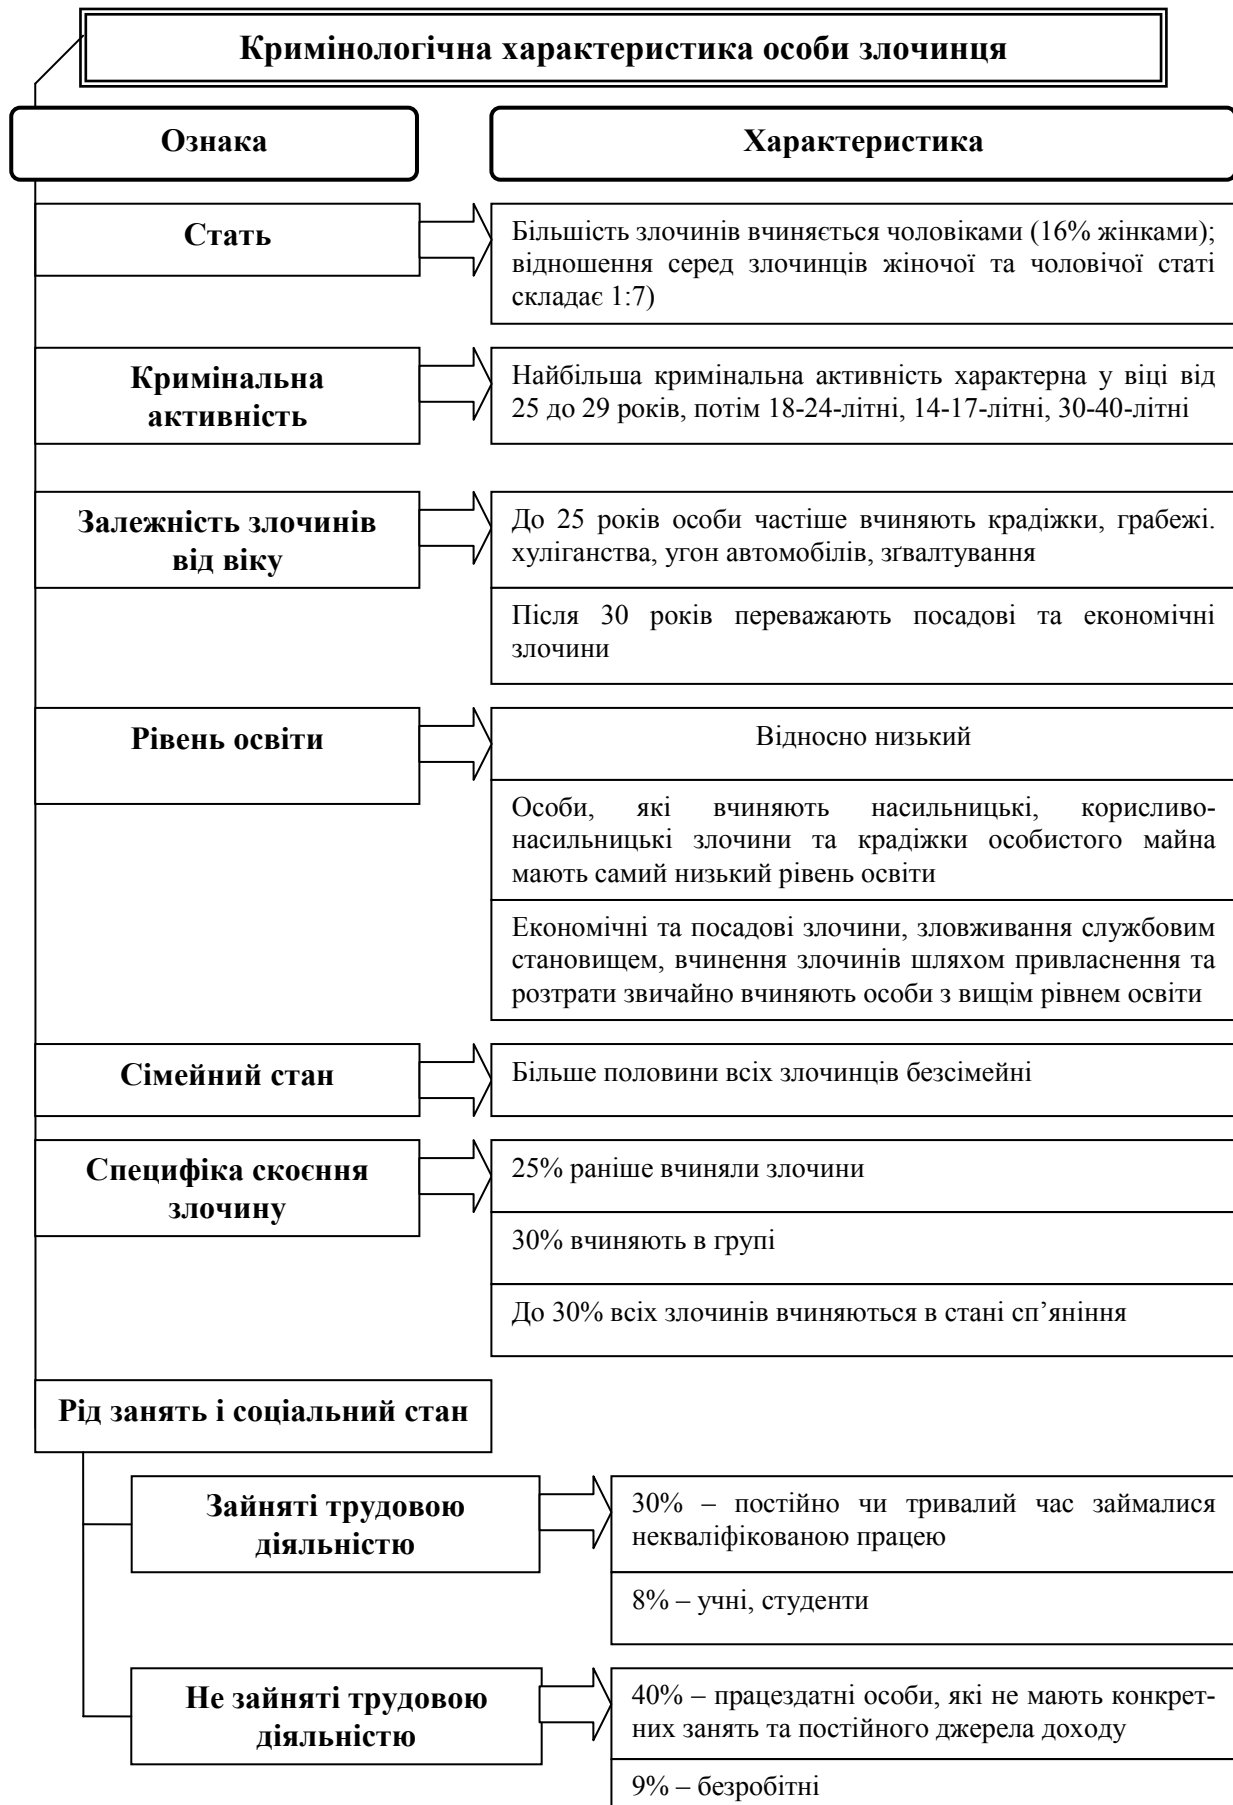 Кримінологічна характеристика особи злочинця
Ознака
Характеристика
Стать
Більшість злочинів вчиняється чоловіками (16% жінками);
відношення серед злочинців жіночої та чоловічої статі
складає 1:7)
Кримінальна
активність
Найбільша кримінальна активність характерна у віці від
25 до 29 років, потім 18-24-літні, 14-17-літні, 30-40-літні
Залежність злочинів
від віку
До 25 років особи частіше вчиняють крадіжки, грабежі.
хуліганства, угон автомобілів, зґвалтування
Після 30 років переважають посадові та економічні
злочини
Рівень освіти
Відносно низький
Особи, які вчиняють насильницькі, корисливо-
насильницькі злочини та крадіжки особистого майна
мають самий низький рівень освіти
Економічні та посадові злочини, зловживання службовим
становищем, вчинення злочинів шляхом привласнення та
розтрати звичайно вчиняють особи з вищім рівнем освіти
Сімейний стан
Більше половини всіх злочинців безсімейні
Специфіка скоєння
злочину
25% раніше вчиняли злочини
30% вчиняють в групі
До 30% всіх злочинів вчиняються в стані сп’яніння
Рід занять і соціальний стан
Зайняті трудовою
діяльністю
30% – постійно чи тривалий час займалися
некваліфікованою працею
8% – учні, студенти
Не зайняті трудовою
діяльністю
40% – працездатні особи, які не мають конкрет-
них занять та постійного джерела доходу
9% – безробітні